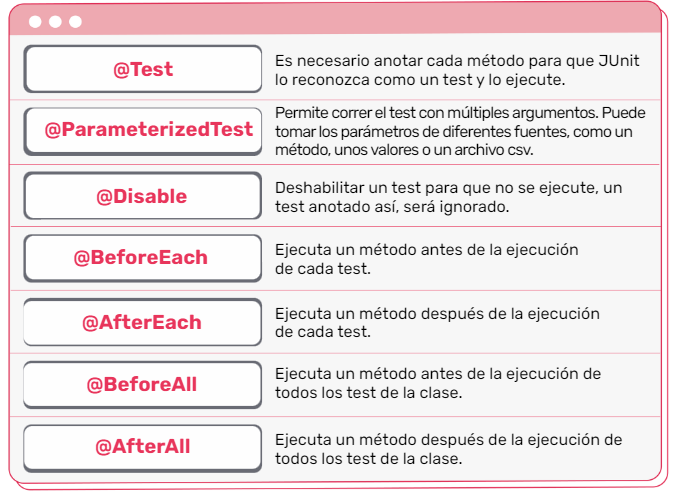 @Test
Es necesario anotar cada método para que JUnit
lo reconozca como un test y lo ejecute.
@ParameterizedTest
Permite correr el test con múltiples argumentos. Puede
tomar los parámetros de diferentes fuentes, como un
método, unos valores o un archivo csv.
@Disable
Deshabilitar un test para que no se ejecute, un
test anotado así, será ignorado.
@BeforeEach
Ejecuta un método antes de la ejecución
de cada test.
@AfterEach
Ejecuta un método después de la ejecución
de cada test.
@BeforeAll
Ejecuta un método antes de la ejecución de
todos los test de la clase.
@AfterAll
Ejecuta un método después de la ejecución de
todos los test de la clase.